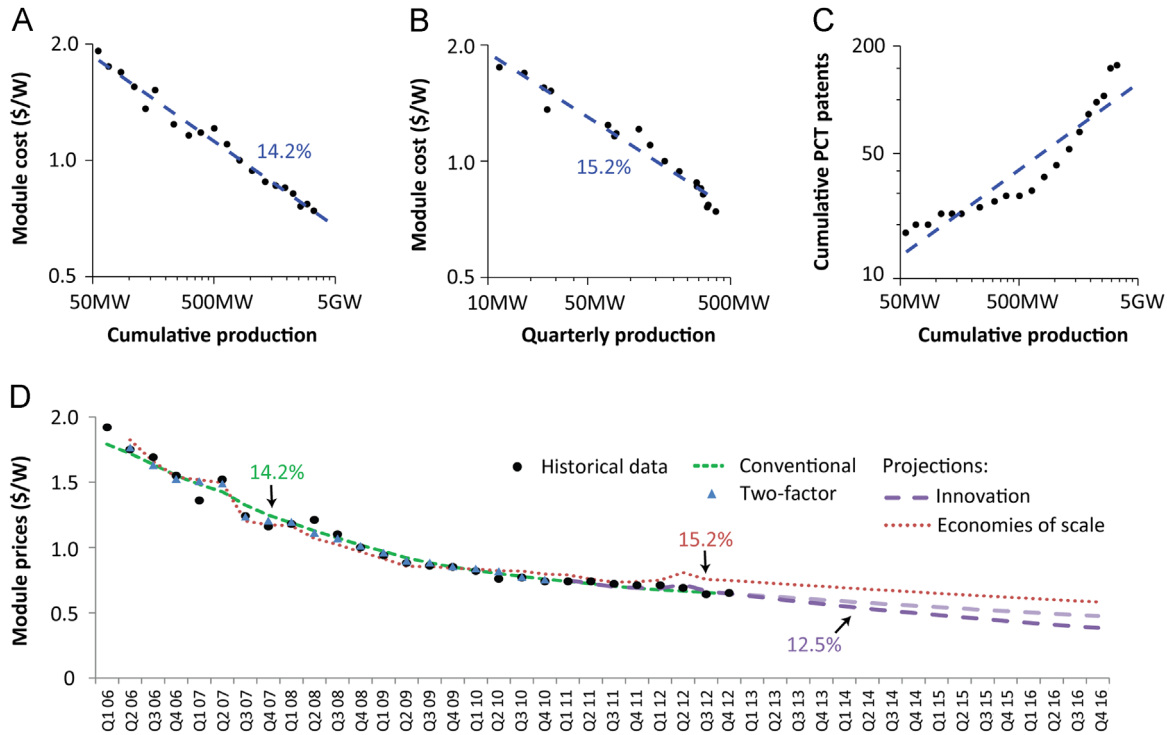 A
Module cost ($/W)
2.0
1.0
0.5
14.2%
50MW
500MW
5GW
Cumulative production
B
Module cost ($/W)
2.0
1.0
0.5
15.2%
10MW
50MW
500MW
Quarterly production
C
Cumulative PCT patents
200
50
10
50MW
500MW
5GW
Cumulative production
D
Module prices ($/W)
2.0
1.5
1.0
0.5
0
14.2%
Historical data
Conventional
Two-factor
Projections:
Innovation
Economies of scale
15.2%
12.5%
Q1 06
Q2 06
Q3 06
Q4 06
Q1 07
Q2 07
Q3 07
Q4 07
Q1 08
Q2 08
Q3 08
Q4 08
Q1 09
Q2 09
Q3 09
Q4 09
Q1 10
Q2 10
Q3 10
Q4 10
Q1 11
Q2 11
Q3 11
Q4 11
Q1 12
Q2 12
Q3 12
Q4 12
Q1 13
Q2 13
Q3 13
Q4 13
Q1 14
Q2 14
Q3 14
Q4 14
Q1 15
Q2 15
Q3 15
Q4 15
Q1 16
Q2 16
Q3 16
Q4 16